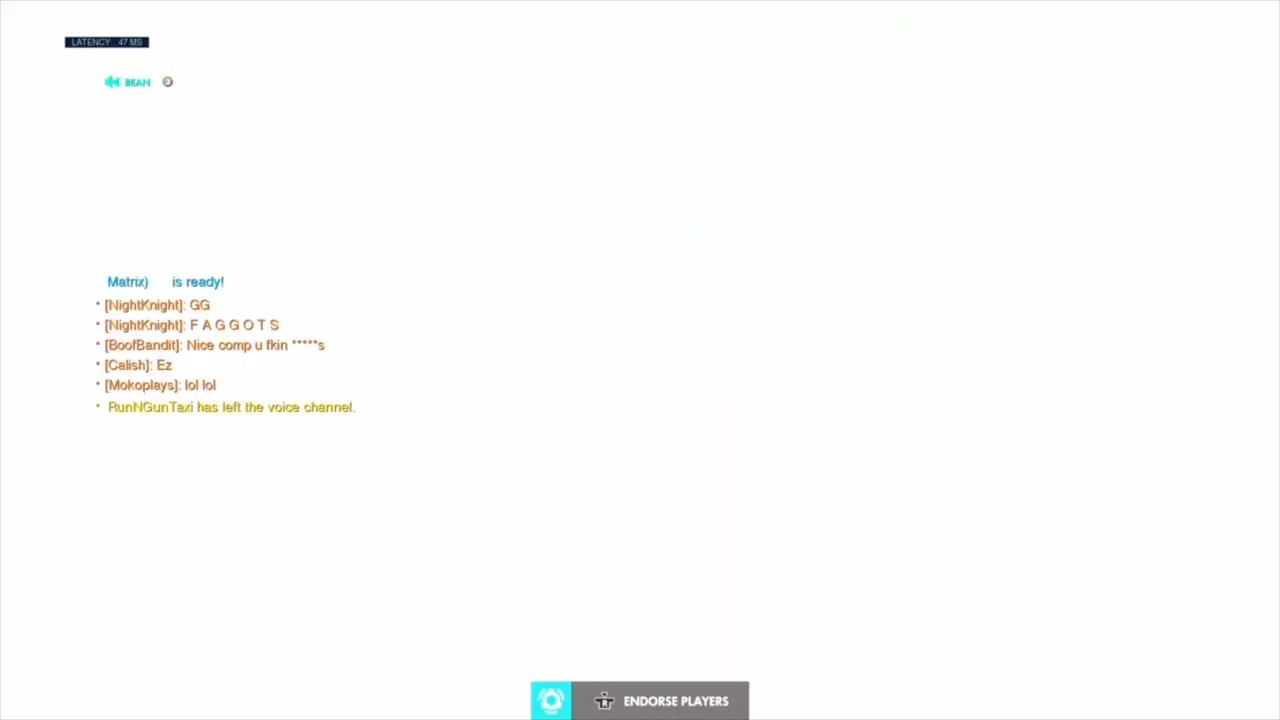 LATENCY: 47 MS
BEAN
Matrix) is ready!
[NightKnight]: GG
[NightKnight]: F A G G O T S
[BoofBandit]: Nice comp u fkin *****s
[Calish]: Ez
[Mokoplays]: lol lol
RunNGunTaxi has left the voice channel.
R ENDORSE PLAYERS